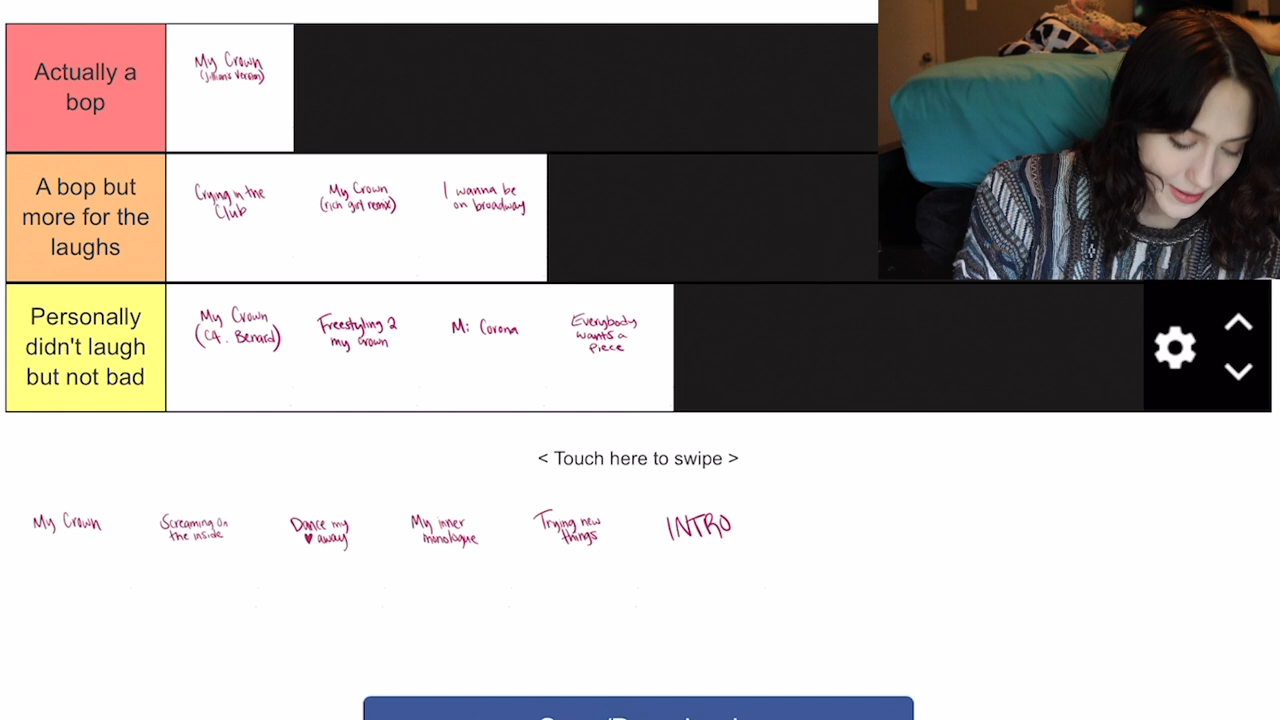 Actually a
bop
My Crown
(Jillians Version)
A bop but
more for the
laughs
Crying in the
Club
My Crown
(rich girl remix)
I wanna be
on broadway
Personally
didn't laugh
but not bad
My Crown
(ft. Benard)
Freestyling 2
my crown
Mi Corona
Everybody
wants a
Piece
< Touch here to swipe >
My Crown
Screaming on
the inside
Dance my
♥ away
My inner
monologue
Trying new
things
INTRO